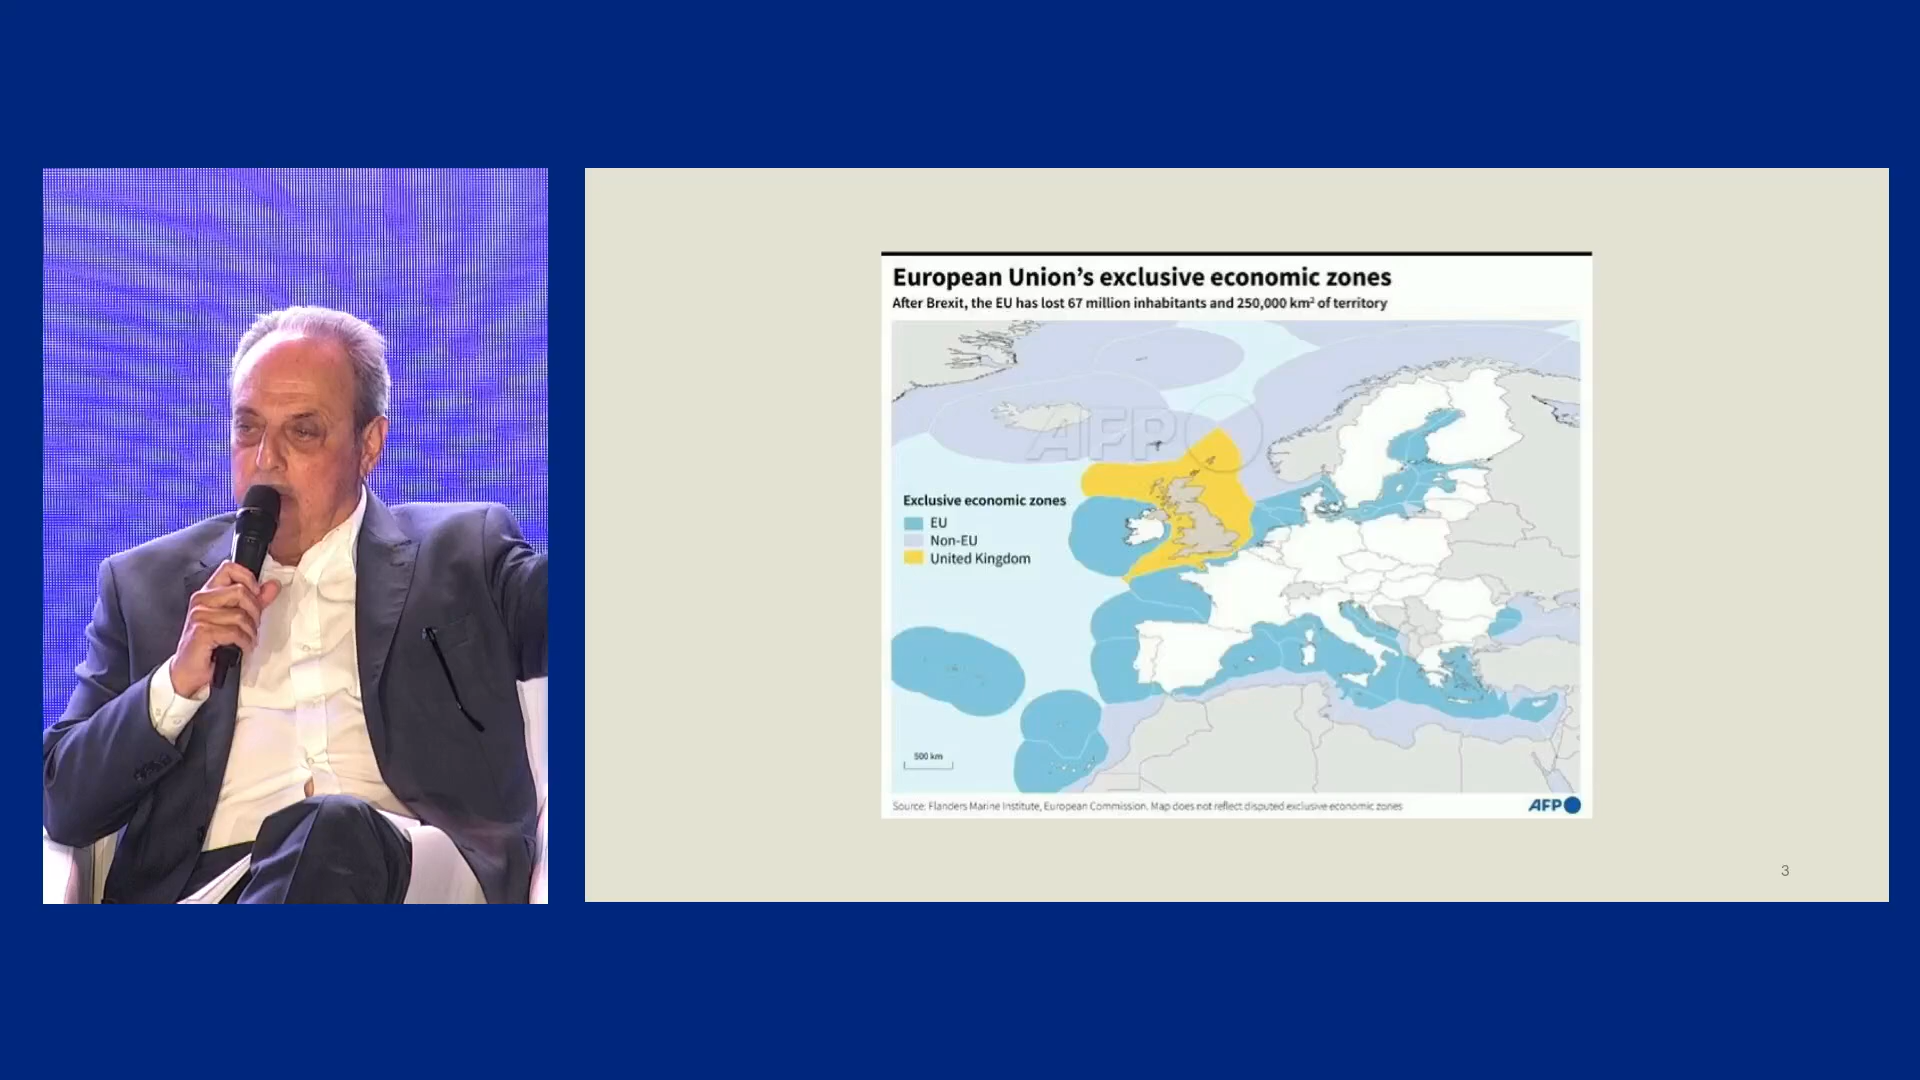 European Union’s exclusive economic zones
After Brexit, the EU has lost 67 million inhabitants and 250,000 km² of territory
AFP
Exclusive economic zones
EU
Non-EU
United Kingdom
500 km
Source: Flanders Marine Institute, European Commission. Map does not reflect disputed exclusive economic zones
AFP
3